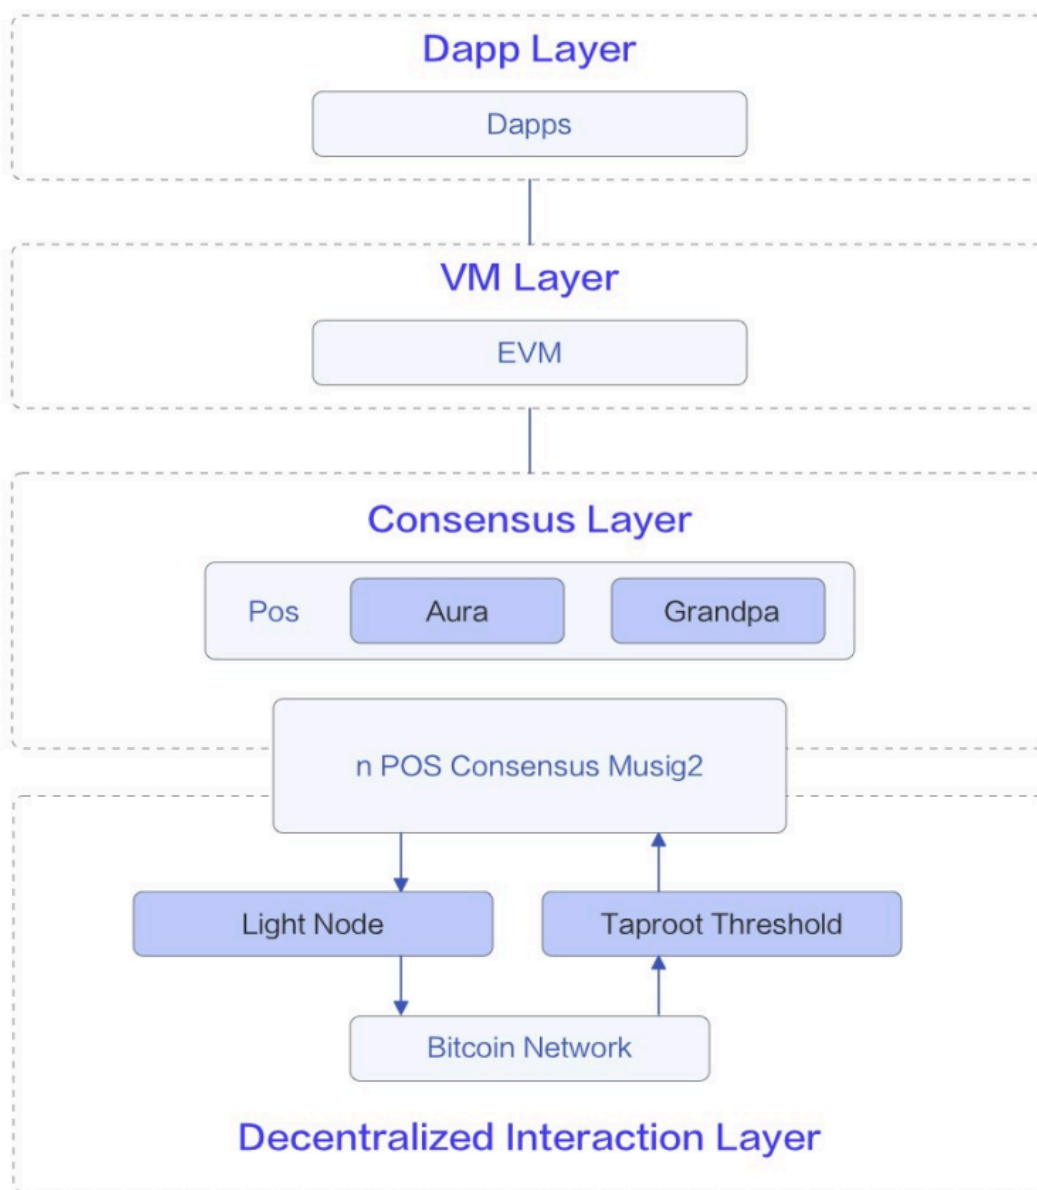 Dapp Layer
Dapps
VM Layer
EVM
Consensus Layer
Pos
Aura
Grandpa
n POS Consensus Musig2
Light Node
Taproot Threshold
Bitcoin Network
Decentralized Interaction Layer